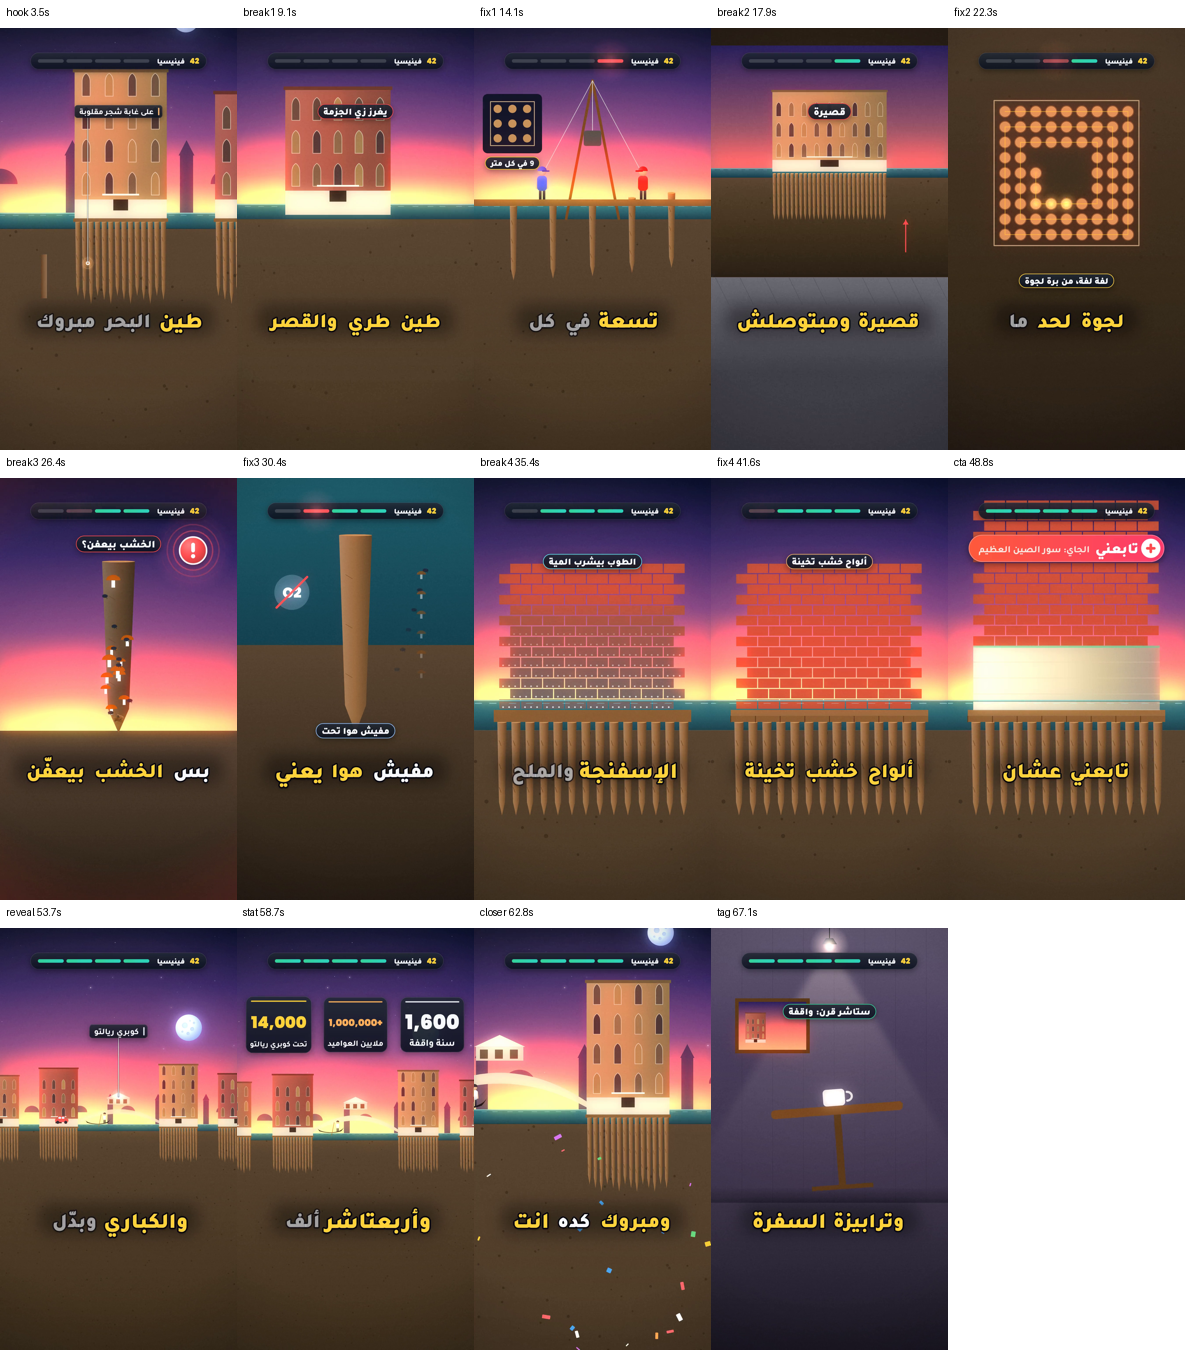 hook 3.5s
42 فينيسيا
على غابة شجر مقلوبة
طين البحر مبروك
break1 9.1s
42 فينيسيا
يغرز زي الجزمة
طين طري والقصر
fix1 14.1s
42 فينيسيا
9 في كل متر
تسعة في كل
break2 17.9s
42 فينيسيا
قصيرة
قصيرة ومبتوصلش
fix2 22.3s
42 فينيسيا
لفة لفة، من برة لجوة
لجوة لحد ما
break3 26.4s
42 فينيسيا
الخشب بيعفن؟
!
بس الخشب بيعفّن
fix3 30.4s
42 فينيسيا
O2
مفيش هوا تحت
مفيش هوا يعني
break4 35.4s
42 فينيسيا
الطوب بيشرب المية
الإسفنجة والملح
fix4 41.6s
42 فينيسيا
ألواح خشب تخينة
ألواح خشب تخينة
cta 48.8s
42 فينيسيا
تابعني الجاي: سور الصين العظيم
تابعني عشان
reveal 53.7s
42 فينيسيا
كوبري ريالتو
والكباري وبدّل
stat 58.7s
42 فينيسيا
1,600
سنة واقفة
1,000,000+
ملايين العواميد
14,000
تحت كوبري ريالتو
وأربعتاشر ألف
closer 62.8s
42 فينيسيا
ومبروك كده انت
tag 67.1s
42 فينيسيا
ستاشر قرن: واقفة
وترابيزة السفرة